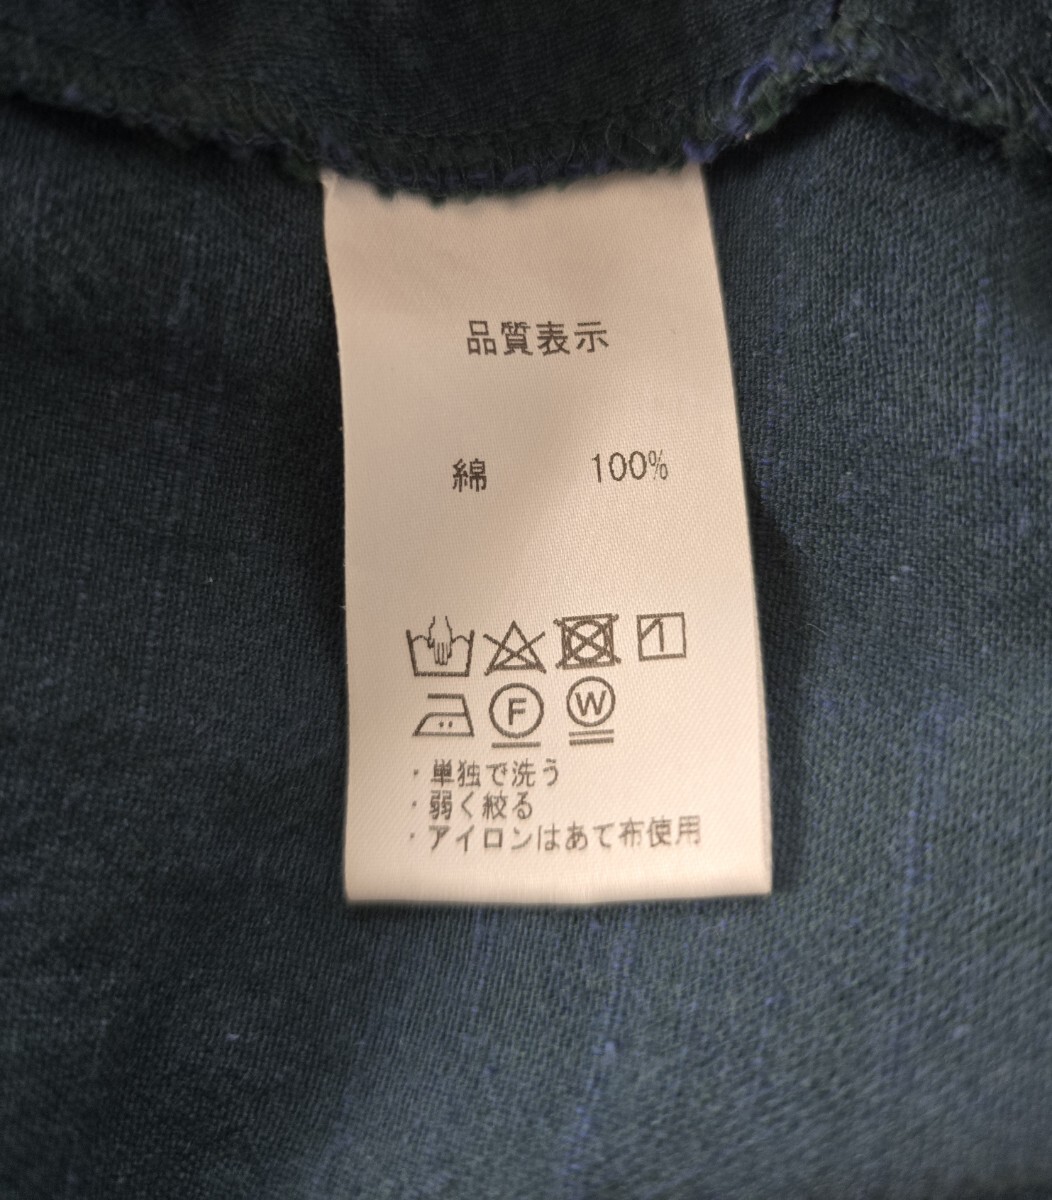 品質表示
綿 100%
F W
・単独で洗う
・弱く絞る
・アイロンはあて布使用